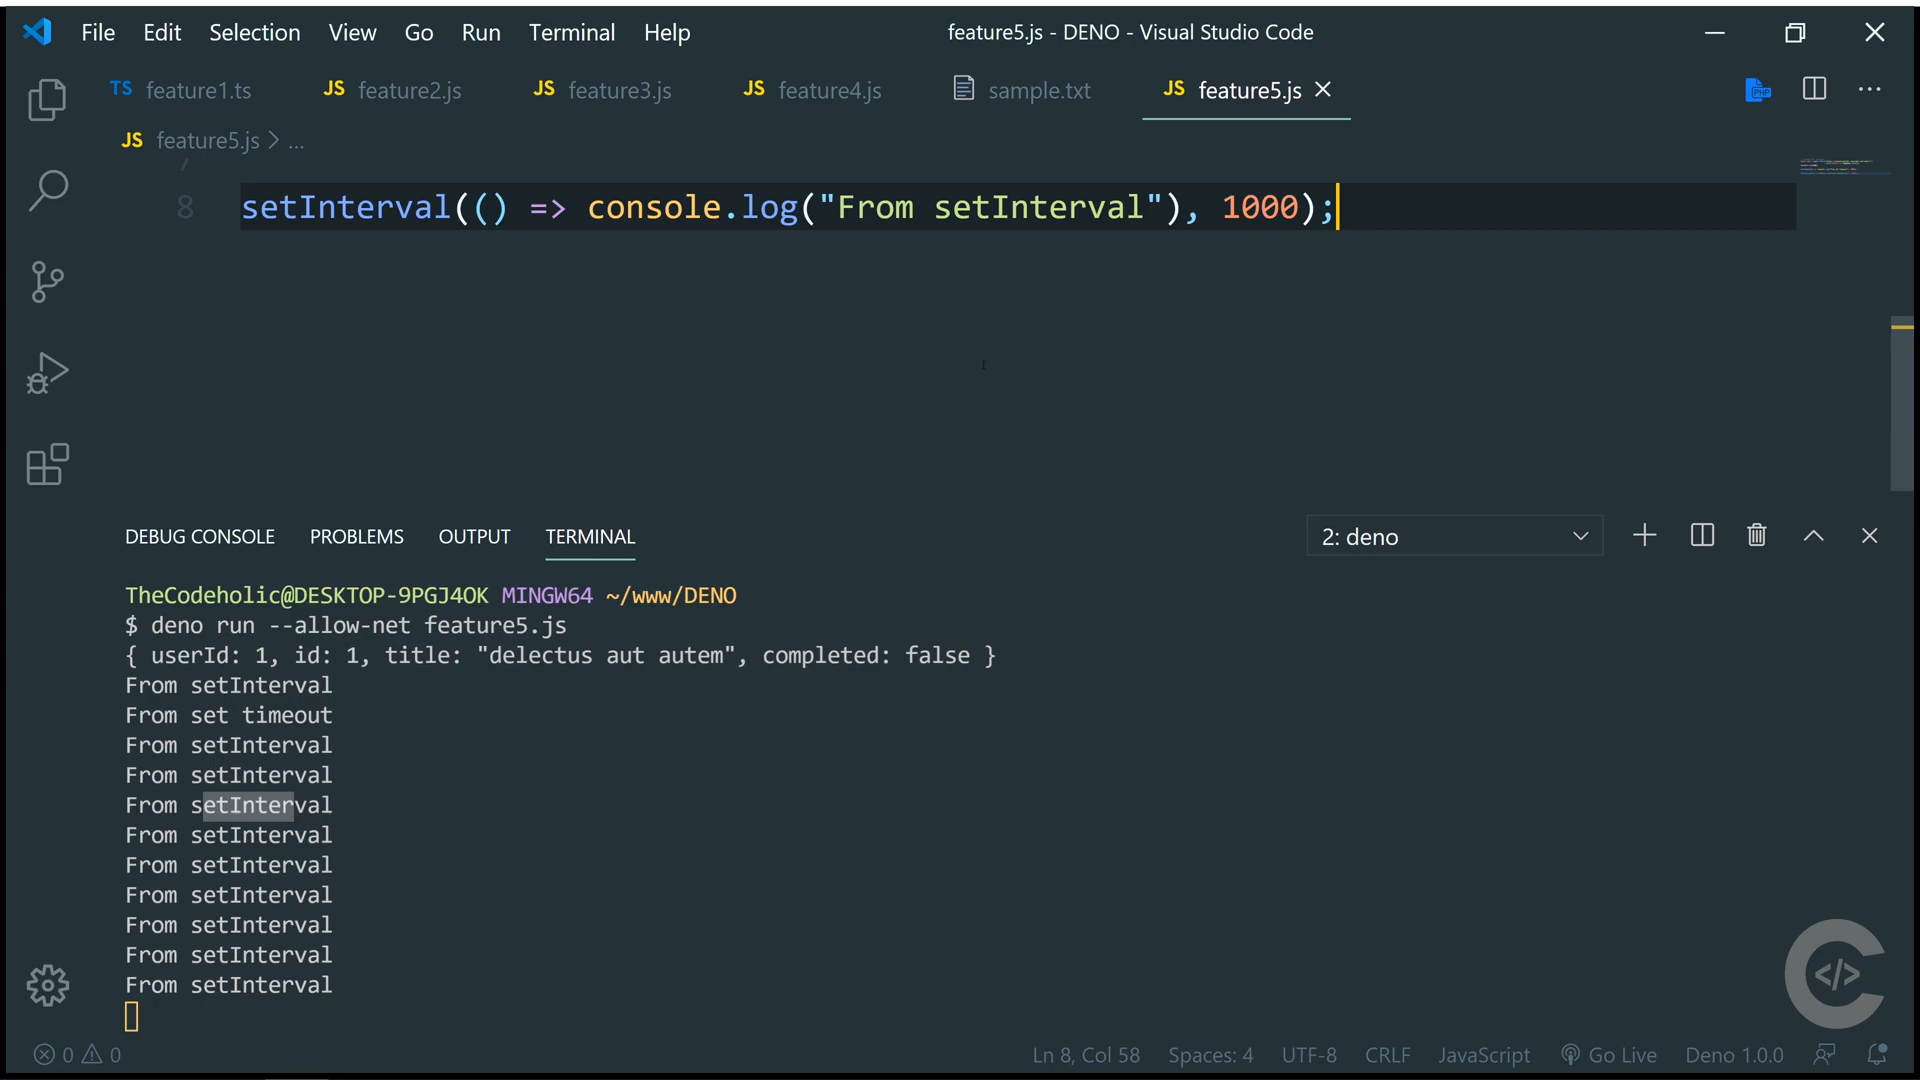 File Edit Selection View Go Run Terminal Help
feature5.js - DENO - Visual Studio Code
TS feature1.ts JS feature2.js JS feature3.js JS feature4.js sample.txt JS feature5.js
PHP
JS feature5.js > ...
8 setInterval(() => console.log("From setInterval"), 1000);
DEBUG CONSOLE PROBLEMS OUTPUT TERMINAL
2: deno
TheCodeholic@DESKTOP-9PGJ4OK MINGW64 ~/www/DENO
$ deno run --allow-net feature5.js
{ userId: 1, id: 1, title: "delectus aut autem", completed: false }
From setInterval
From set timeout
From setInterval
From setInterval
From setInterval
From setInterval
From setInterval
From setInterval
From setInterval
From setInterval
From setInterval
</>
0 0
Ln 8, Col 58 Spaces: 4 UTF-8 CRLF JavaScript Go Live Deno 1.0.0